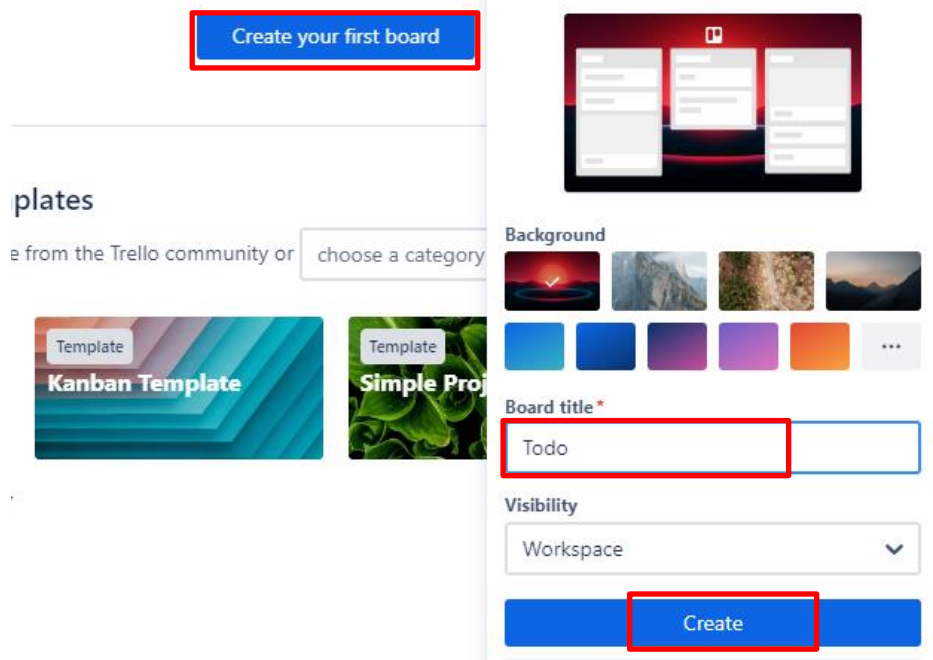 Create your first board
plates
e from the Trello community or
choose a category
Template
Kanban Template
Template
Simple Proj
Background
Board title*
Todo
Visibility
Workspace
Create